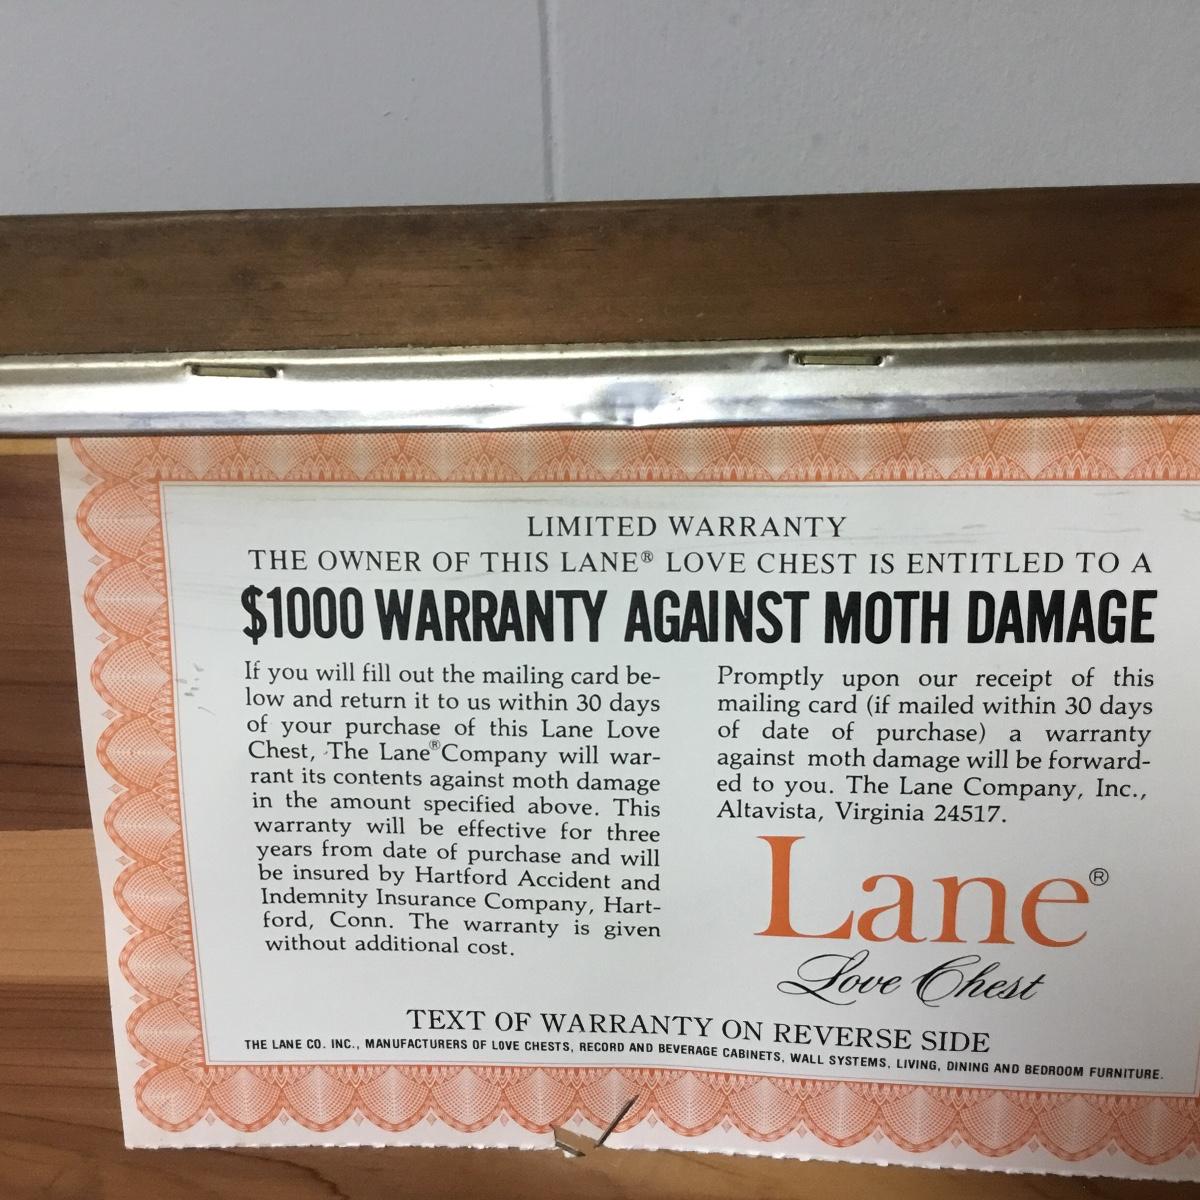 LIMITED WARRANTY
THE OWNER OF THIS LANE® LOVE CHEST IS ENTITLED TO A
$1000 WARRANTY AGAINST MOTH DAMAGE
If you will fill out the mailing card be-
low and return it to us within 30 days
of your purchase of this Lane Love
Chest, The Lane® Company will war-
rant its contents against moth damage
in the amount specified above. This
warranty will be effective for three
years from date of purchase and will
be insured by Hartford Accident and
Indemnity Insurance Company, Hart-
ford, Conn. The warranty is given
without additional cost.
Promptly upon our receipt of this
mailing card (if mailed within 30 days
of date of purchase) a warranty
against moth damage will be forward-
ed to you. The Lane Company, Inc.,
Altavista, Virginia 24517.
Lane®
Love Chest
TEXT OF WARRANTY ON REVERSE SIDE
THE LANE CO. INC., MANUFACTURERS OF LOVE CHESTS, RECORD AND BEVERAGE CABINETS, WALL SYSTEMS, LIVING, DINING AND BEDROOM FURNITURE.